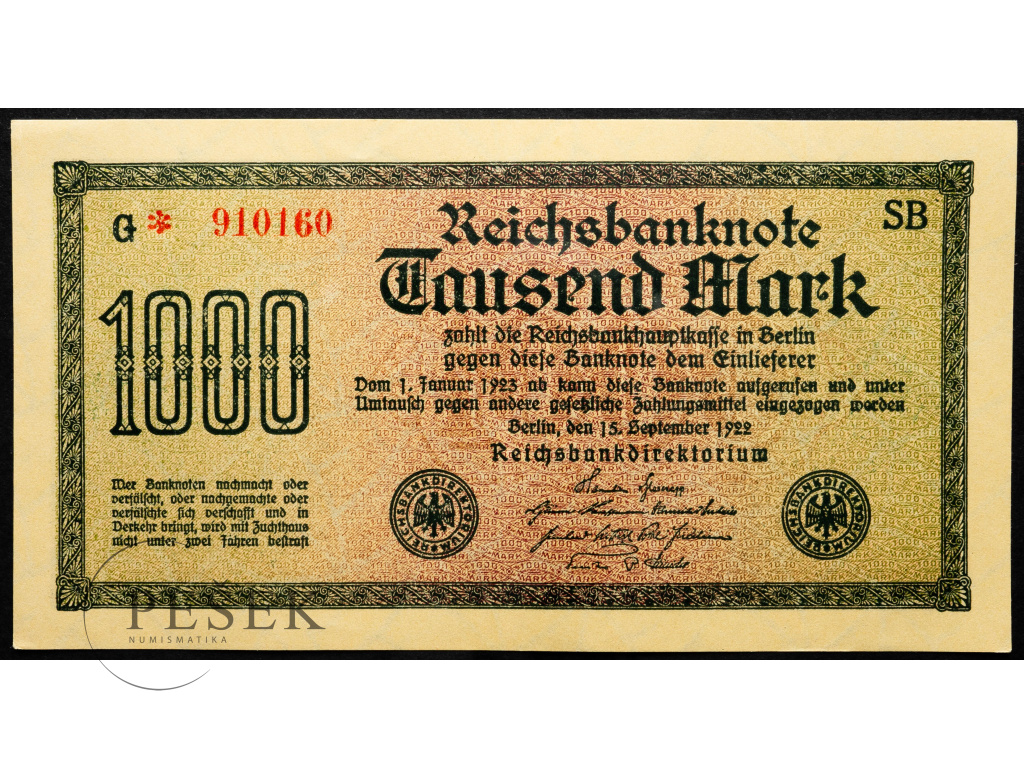 G * 910160
SB
Reichsbanknote
Tausend Mark
zahlt die Reichsbankhauptkasse in Berlin
gegen diese Banknote dem Einlieferer
Vom 1. Januar 1923 ab kann diese Banknote aufgerufen und unter
Umtausch gegen andere gesetzliche Zahlungsmittel eingezogen werden
Berlin, den 15. September 1922
Reichsbankdirektorium
1000
Wer Banknoten nachmacht oder
verfälscht, oder nachgemachte oder
verfälschte sich verschafft und in
Verkehr bringt, wird mit Zuchthaus
nicht unter zwei Jahren bestraft
REICHSBANKDIREKTORIUM
REICHSBANKDIREKTORIUM
PEŠEK
NUMISMATIKA